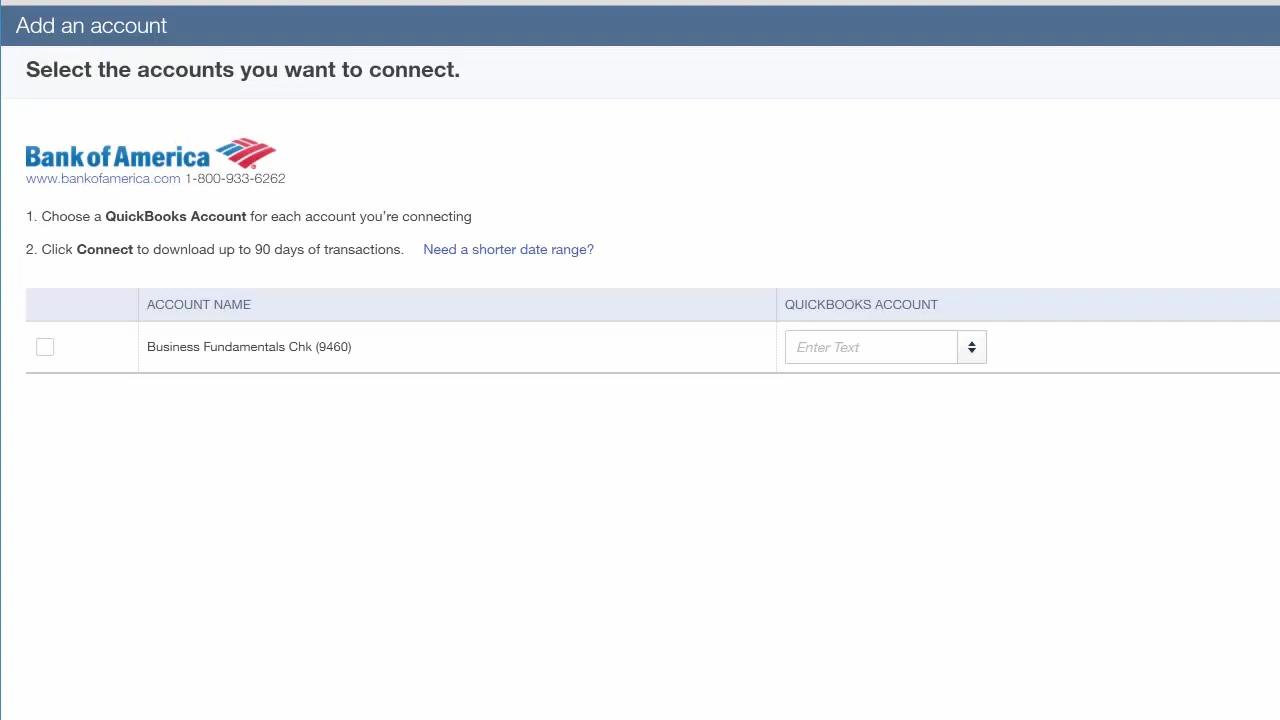 Add an account
Select the accounts you want to connect.
Bank of America
www.bankofamerica.com 1-800-933-6262
1. Choose a QuickBooks Account for each account you're connecting
2. Click Connect to download up to 90 days of transactions. Need a shorter date range?
ACCOUNT NAME QUICKBOOKS ACCOUNT
Business Fundamentals Chk (9460) Enter Text